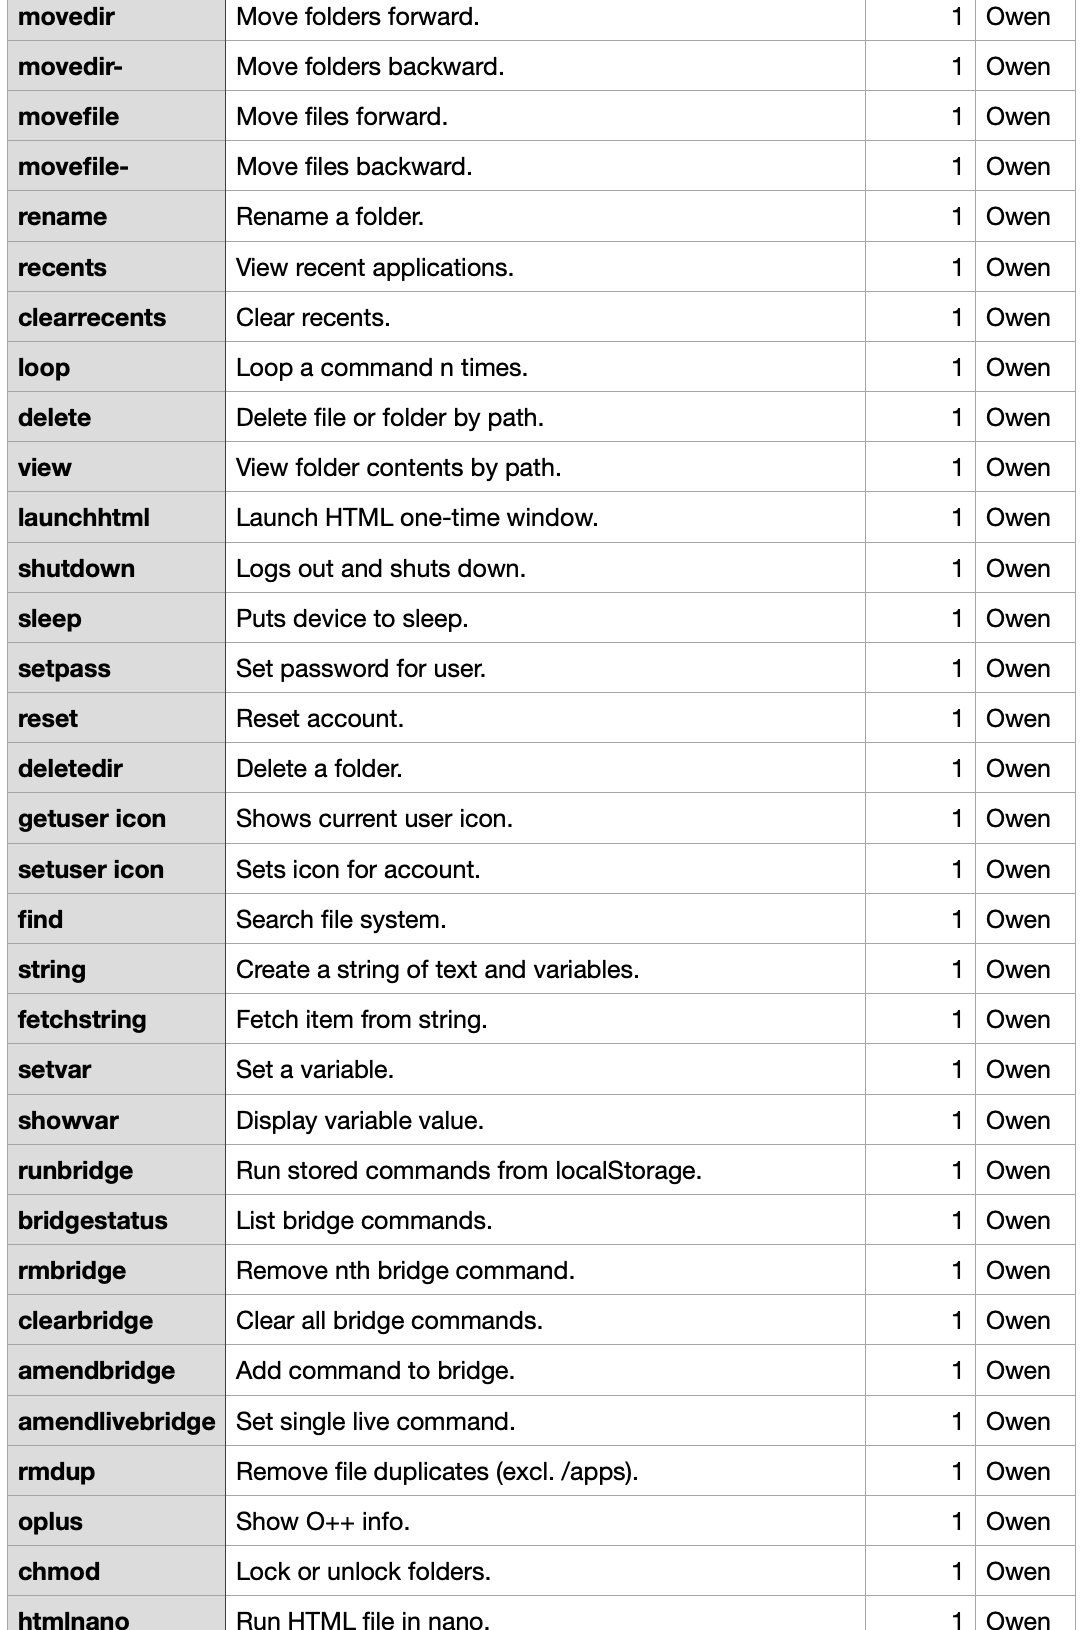 movedir Move folders forward. 1 Owen
movedir- Move folders backward. 1 Owen
movefile Move files forward. 1 Owen
movefile- Move files backward. 1 Owen
rename Rename a folder. 1 Owen
recents View recent applications. 1 Owen
clearrecents Clear recents. 1 Owen
loop Loop a command n times. 1 Owen
delete Delete file or folder by path. 1 Owen
view View folder contents by path. 1 Owen
launchhtml Launch HTML one-time window. 1 Owen
shutdown Logs out and shuts down. 1 Owen
sleep Puts device to sleep. 1 Owen
setpass Set password for user. 1 Owen
reset Reset account. 1 Owen
deletedir Delete a folder. 1 Owen
getuser icon Shows current user icon. 1 Owen
setuser icon Sets icon for account. 1 Owen
find Search file system. 1 Owen
string Create a string of text and variables. 1 Owen
fetchstring Fetch item from string. 1 Owen
setvar Set a variable. 1 Owen
showvar Display variable value. 1 Owen
runbridge Run stored commands from localStorage. 1 Owen
bridgestatus List bridge commands. 1 Owen
rmbridge Remove nth bridge command. 1 Owen
clearbridge Clear all bridge commands. 1 Owen
amendbridge Add command to bridge. 1 Owen
amendlivebridge Set single live command. 1 Owen
rmdup Remove file duplicates (excl. /apps). 1 Owen
oplus Show O++ info. 1 Owen
chmod Lock or unlock folders. 1 Owen
htmlnano Run HTML file in nano. 1 Owen